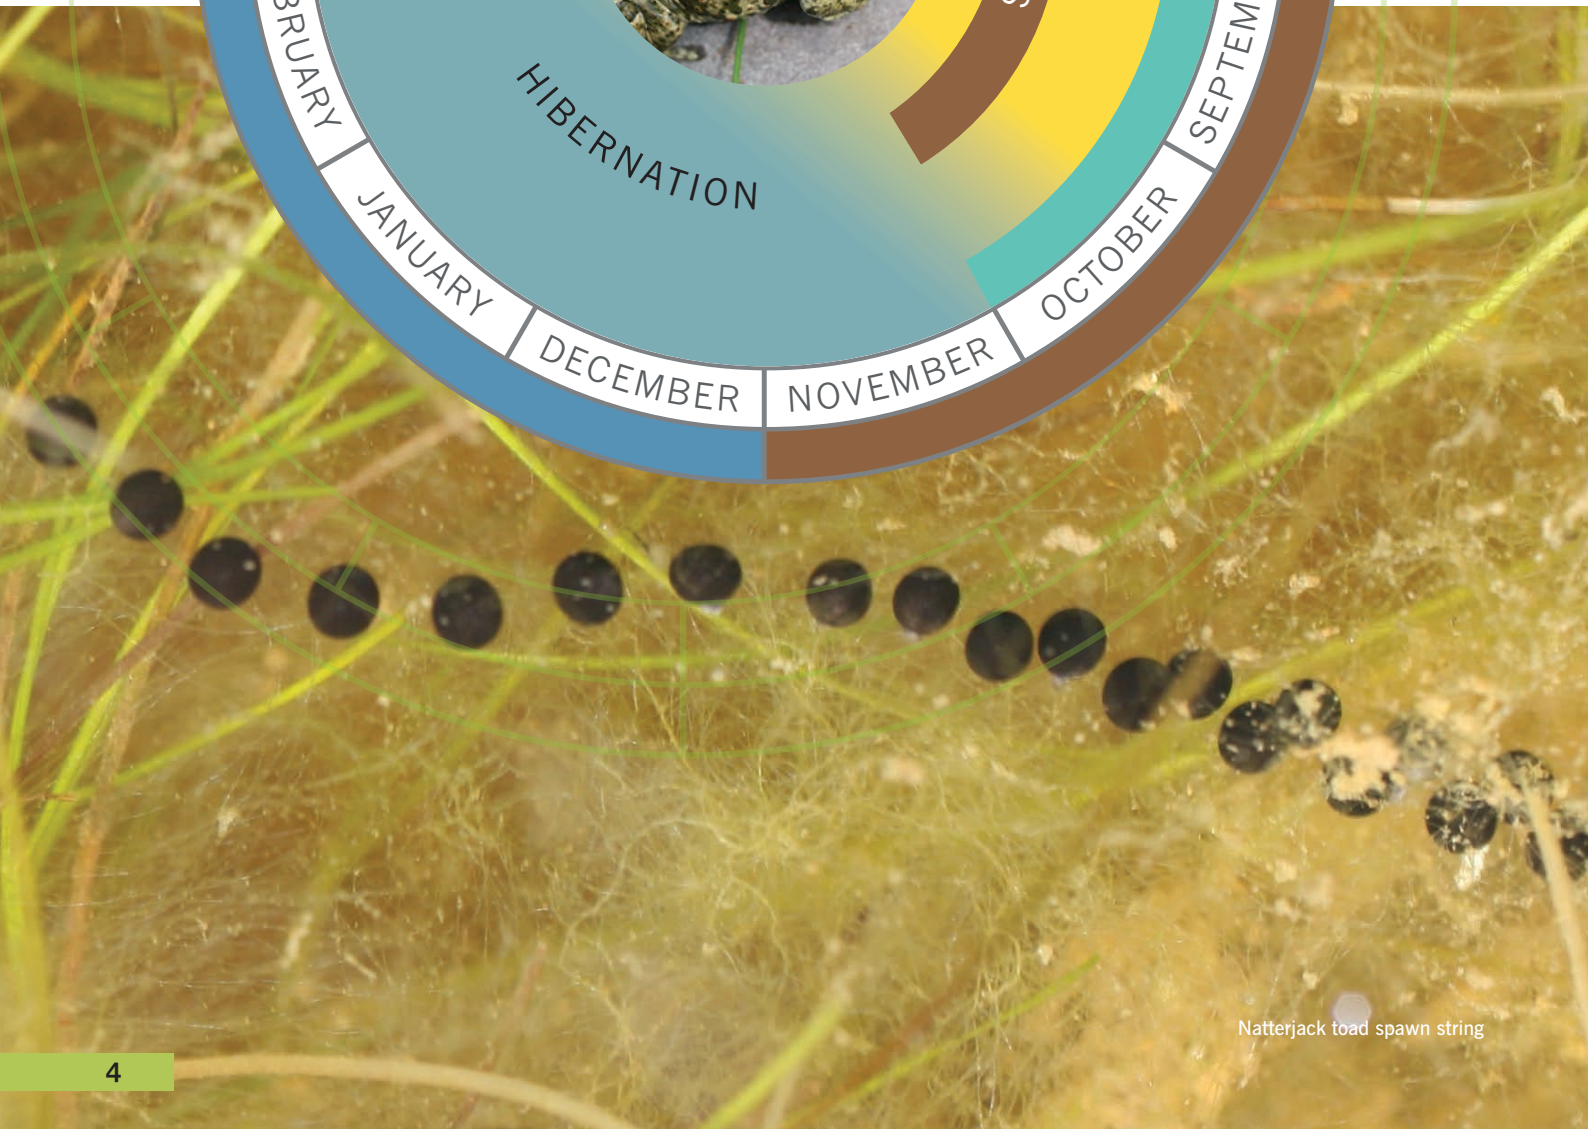 BRUARY
SEPTEM
HIBERNATION
JANUARY
OCTOBER
DECEMBER
NOVEMBER
Natterjack toad spawn string
4